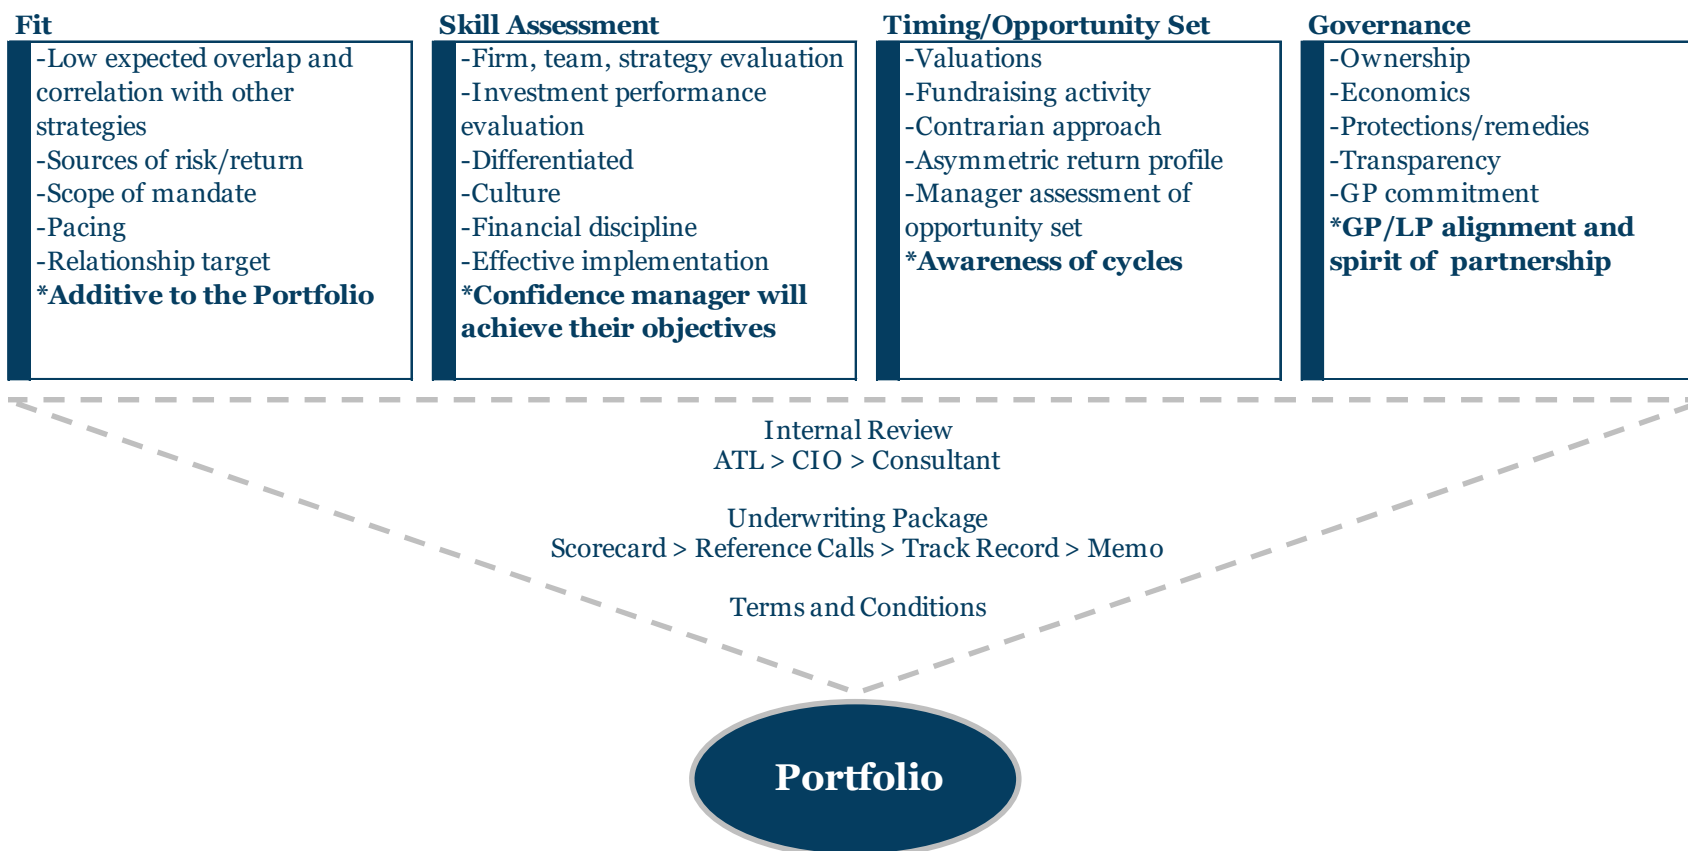 Fit
-Low expected overlap and
correlation with other
strategies
-Sources of risk/return
-Scope of mandate
-Pacing
-Relationship target
*Additive to the Portfolio
Skill Assessment
-Firm, team, strategy evaluation
-Investment performance
evaluation
-Differentiated
-Culture
-Financial discipline
-Effective implementation
*Confidence manager will
achieve their objectives
Timing/Opportunity Set
-Valuations
-Fundraising activity
-Contrarian approach
-Asymmetric return profile
-Manager assessment of
opportunity set
*Awareness of cycles
Governance
-Ownership
-Economics
-Protections/remedies
-Transparency
-GP commitment
*GP/LP alignment and
spirit of partnership
Internal Review
ATL > CIO > Consultant
Underwriting Package
Scorecard > Reference Calls > Track Record > Memo
Terms and Conditions
Portfolio